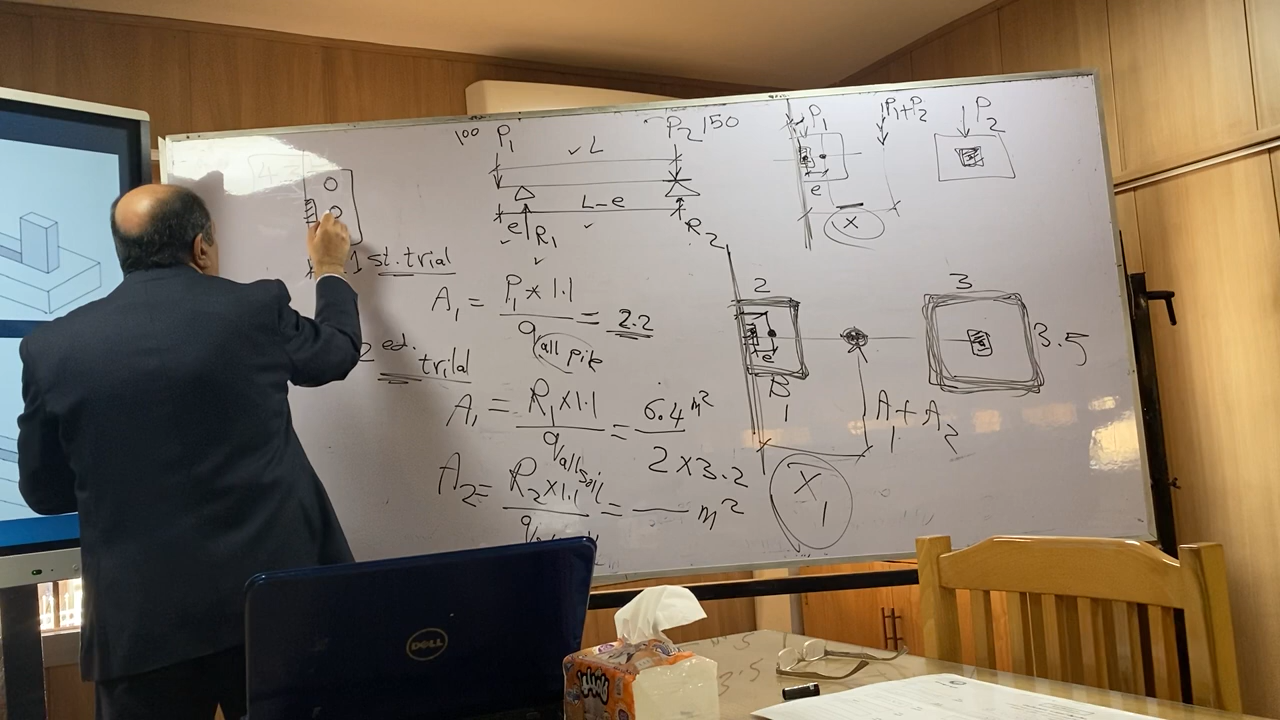 100 P1 P2 150
L
L-e
e R1 R2
1 st. trial
A1 = P1 x 1.1 / q all pile = 2.2
2 ed. trilal
A1 = R1 x 1.1 / q all soil = 6.4 m²
2 x 3.2
A2 = R2 x 1.1 / = — m²
P1 P1+P2 P2
e
x
2 3
e 3.5
B1 A1 + A2
X1
DELL